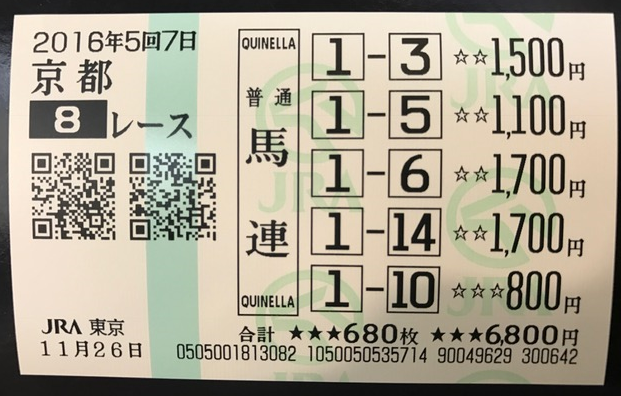 2016年5回7日
京都
8 レース
JRA 東京
11月26日
QUINELLA
普通
馬
連
QUINELLA
1-3 ☆☆1,500円
1-5 ☆☆1,100円
1-6 ☆☆1,700円
1-14 ☆☆1,700円
1-10 ☆☆☆800円
合計 ★★★680枚 ★★★6,800円
0505001813082 1050050535714 90049629 300642
JRA
JRA
JRA